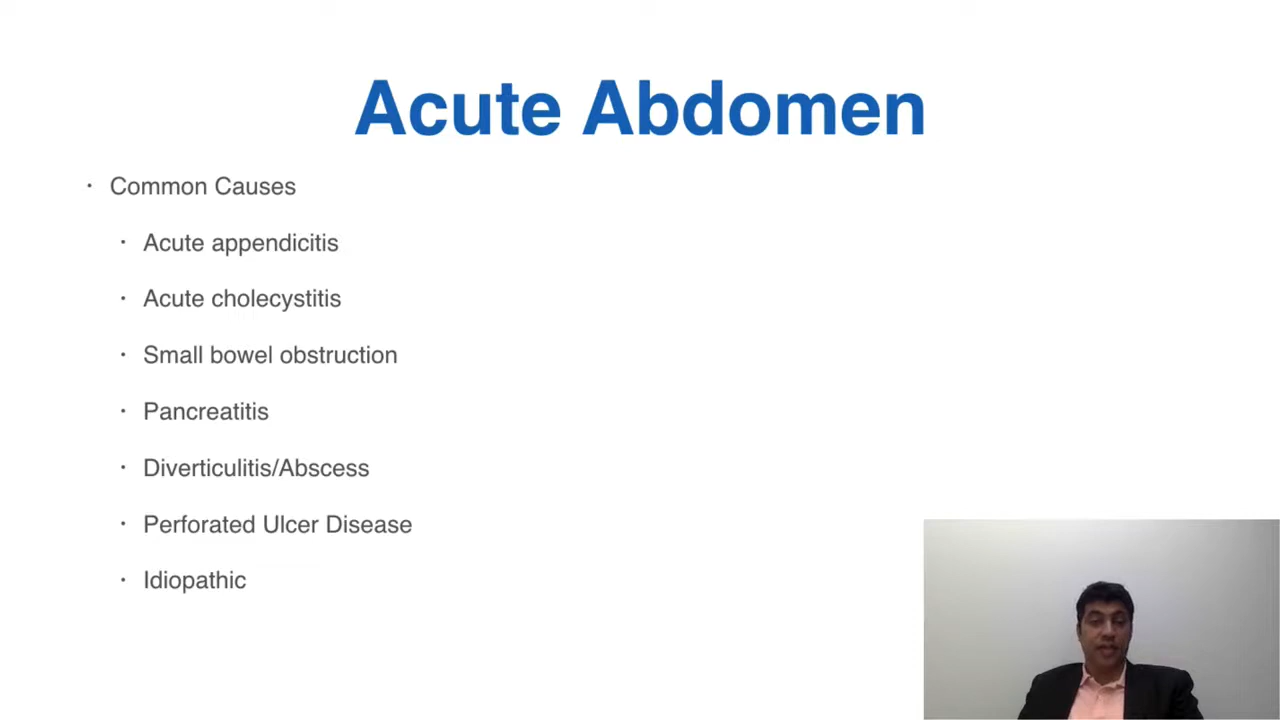 Acute Abdomen
· Common Causes
· Acute appendicitis
· Acute cholecystitis
· Small bowel obstruction
· Pancreatitis
· Diverticulitis/Abscess
· Perforated Ulcer Disease
· Idiopathic